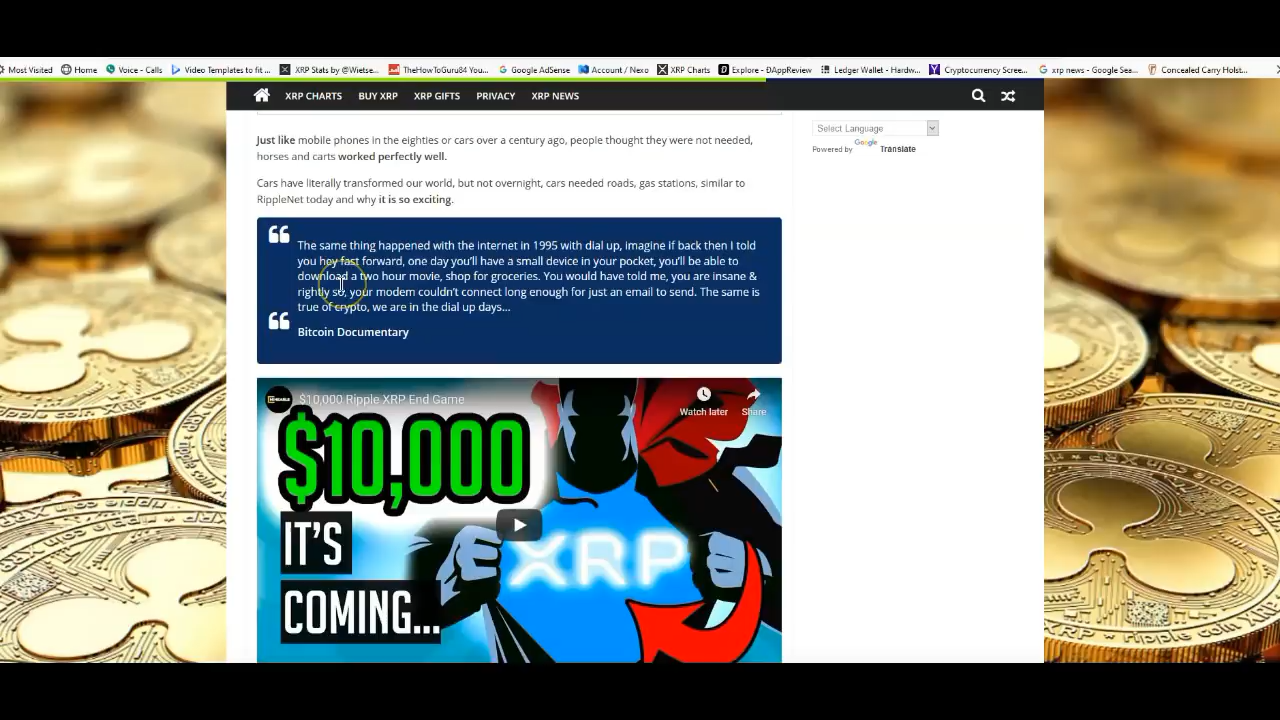 Most Visited Home Voice - Calls Video Templates to fit ... XRP Stats by @Wietse... TheHowToGuru84 You... Google AdSense Account / Nexo XRP Charts Explore - ÐAppReview Ledger Wallet - Hardw... Cryptocurrency Scree... xrp news - Google Sea... Concealed Carry Holst...
XRP CHARTS BUY XRP XRP GIFTS PRIVACY XRP NEWS
Select Language
Powered by Google Translate
Just like mobile phones in the eighties or cars over a century ago, people thought they were not needed,
horses and carts worked perfectly well.
Cars have literally transformed our world, but not overnight, cars needed roads, gas stations, similar to
RippleNet today and why it is so exciting.
The same thing happened with the internet in 1995 with dial up, imagine if back then I told
you hey fast forward, one day you'll have a small device in your pocket, you'll be able to
download a two hour movie, shop for groceries. You would have told me, you are insane &
rightly so, your modem couldn't connect long enough for just an email to send. The same is
true of crypto, we are in the dial up days...
Bitcoin Documentary
$10,000 Ripple XRP End Game
Watch later Share
$10,000
IT'S
COMING...
XRP